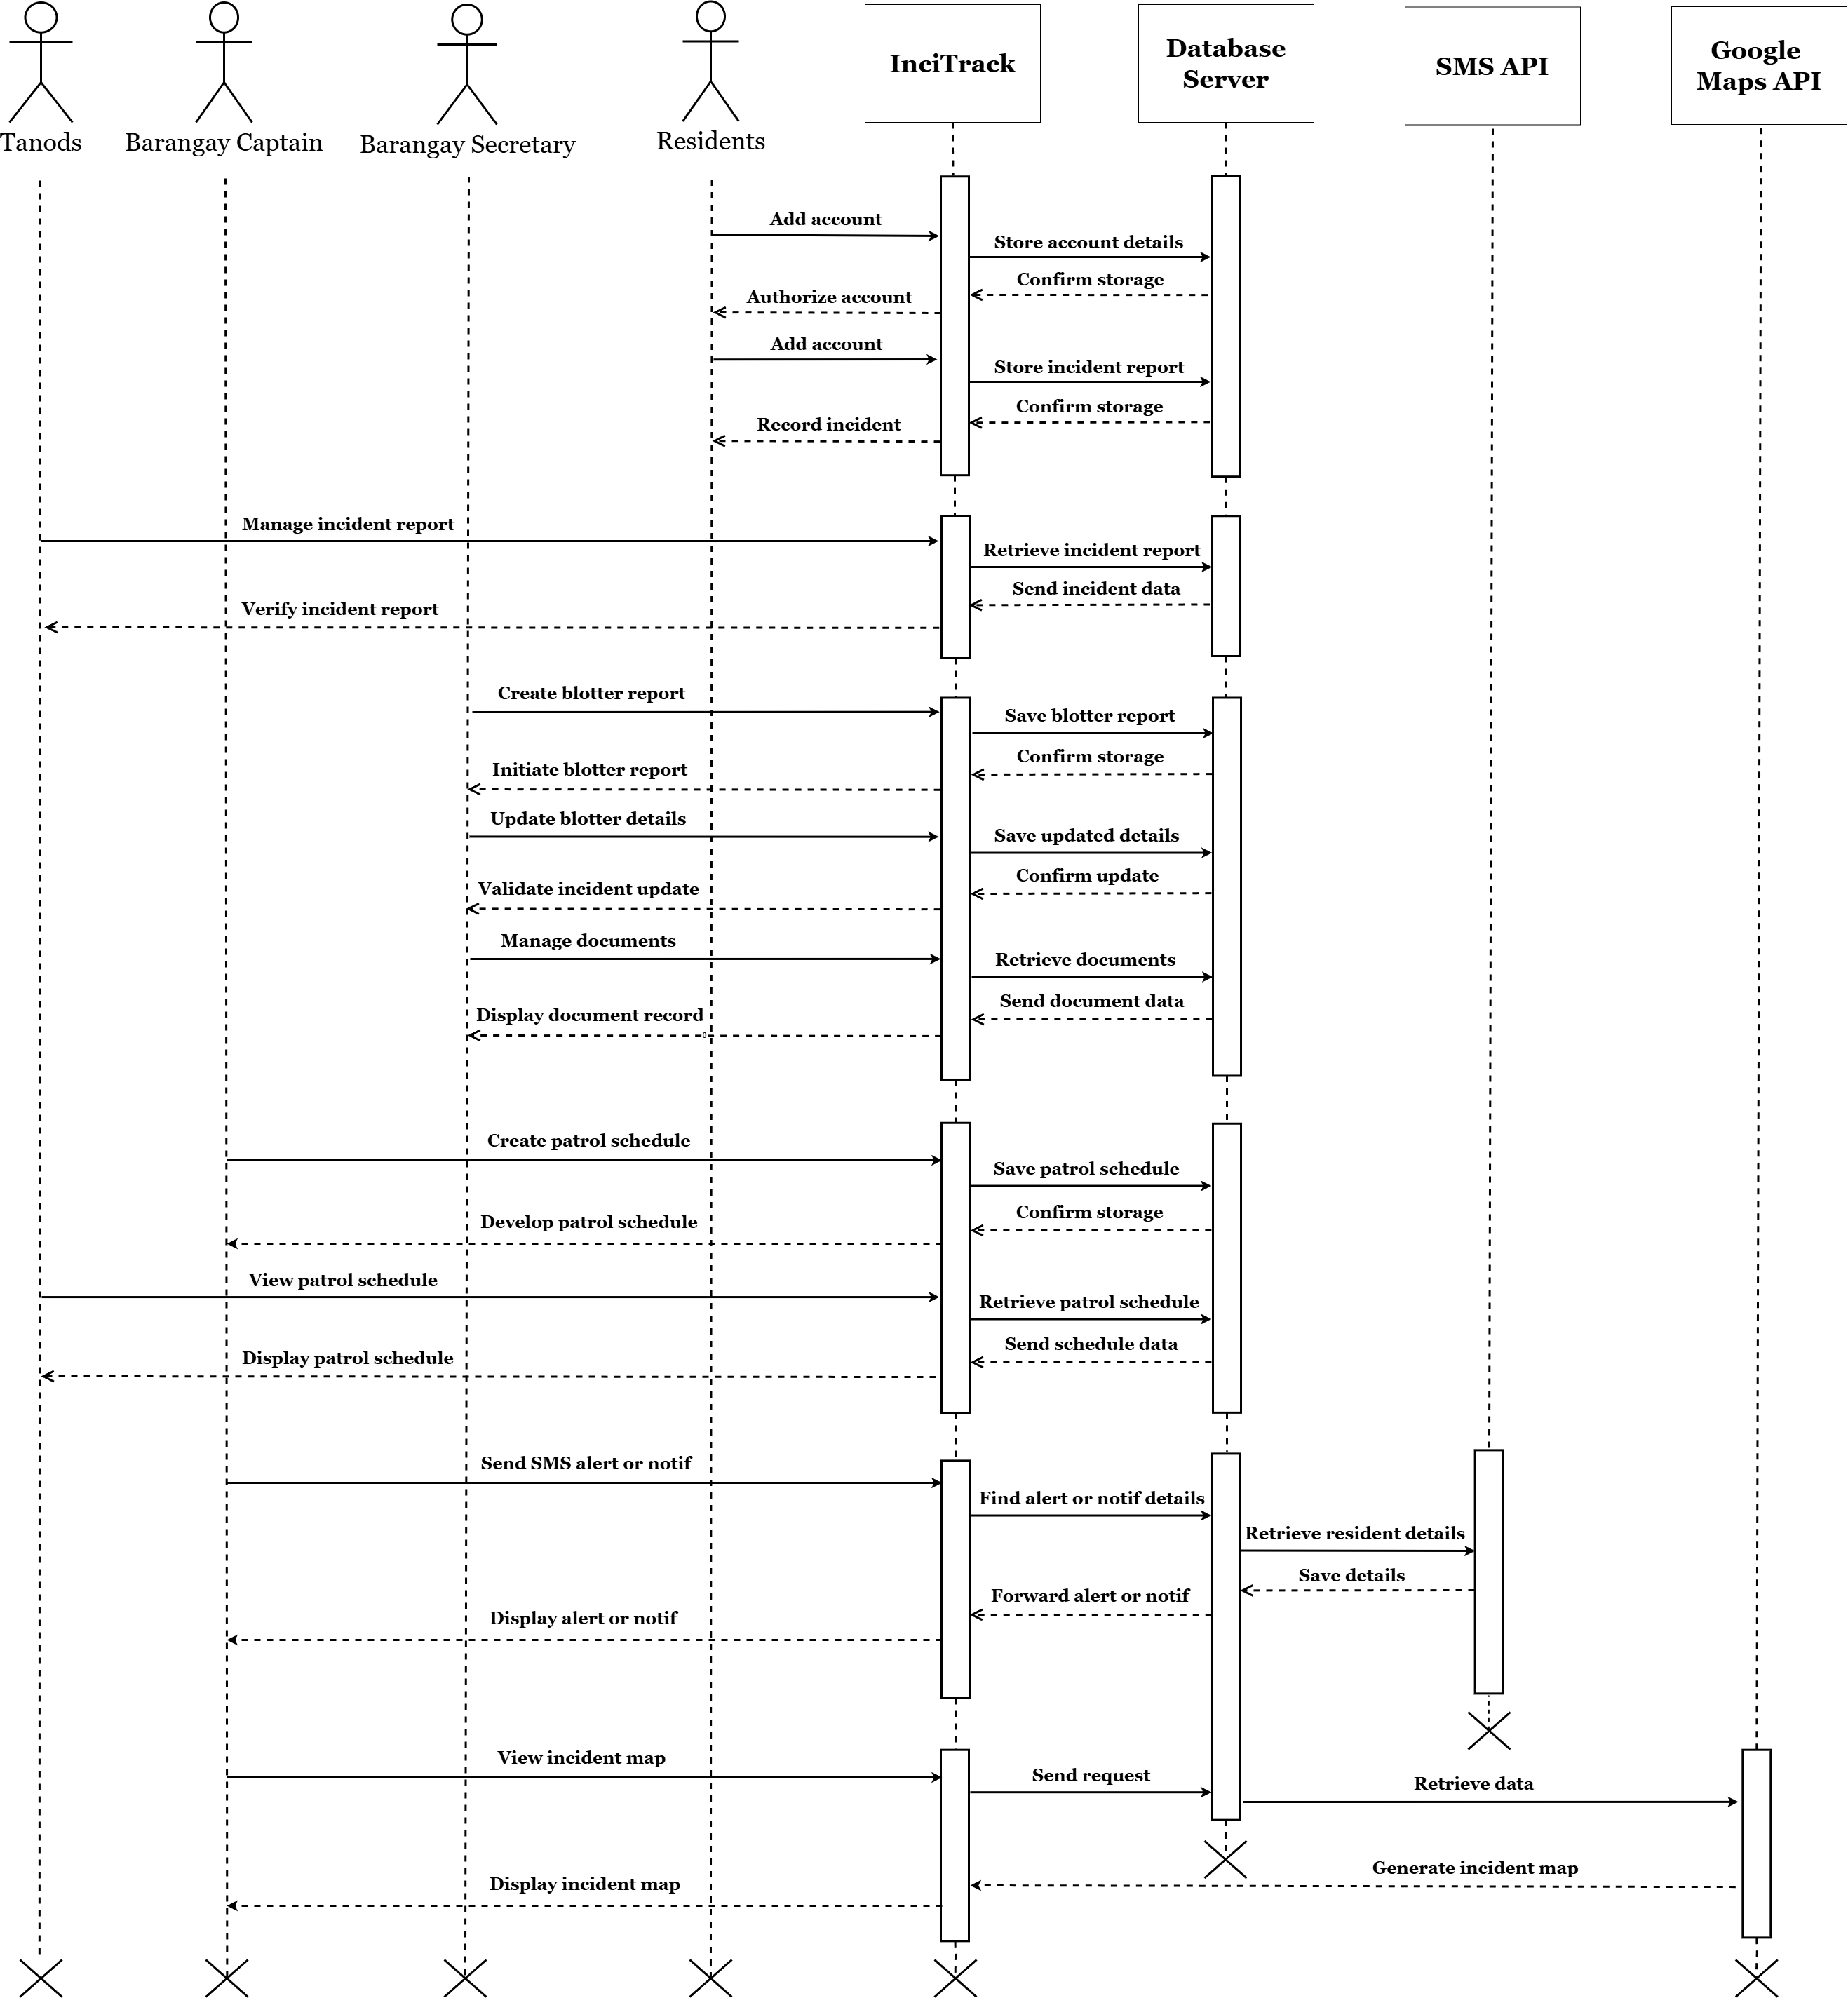 Tanods
Barangay Captain
Barangay Secretary
Residents
InciTrack
Database
Server
SMS API
Google
Maps API
Add account
Store account details
Confirm storage
Authorize account
Add account
Store incident report
Confirm storage
Record incident
Manage incident report
Retrieve incident report
Send incident data
Verify incident report
Create blotter report
Save blotter report
Confirm storage
Initiate blotter report
Update blotter details
Save updated details
Confirm update
Validate incident update
Manage documents
Retrieve documents
Send document data
Display document record
0
Create patrol schedule
Save patrol schedule
Confirm storage
Develop patrol schedule
View patrol schedule
Retrieve patrol schedule
Send schedule data
Display patrol schedule
Send SMS alert or notif
Find alert or notif details
Retrieve resident details
Save details
Forward alert or notif
Display alert or notif
View incident map
Send request
Retrieve data
Generate incident map
Display incident map